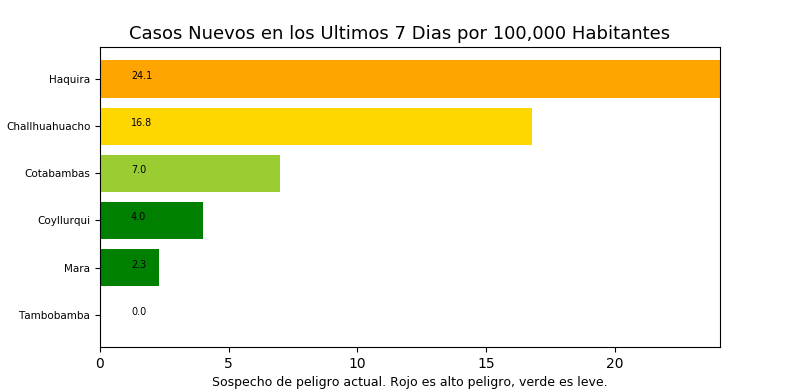 Casos Nuevos en los Ultimos 7 Dias por 100,000 Habitantes
Haquira 24.1
Challhuahuacho 16.8
Cotabambas 7.0
Coyllurqui 4.0
Mara 2.3
Tambobamba 0.0
0 5 10 15 20
Sospecho de peligro actual. Rojo es alto peligro, verde es leve.